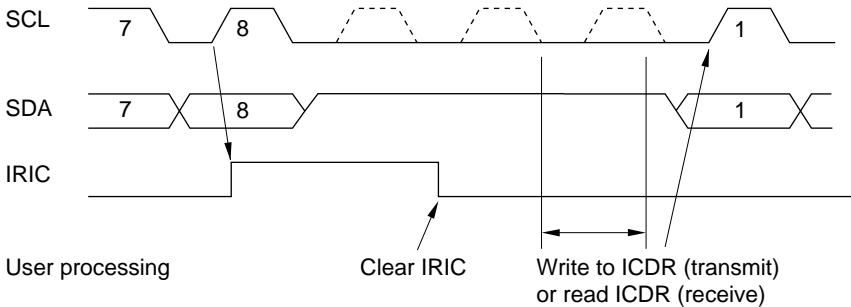 SCL 7 8 1
SDA 7 8 1
IRIC
User processing Clear IRIC Write to ICDR (transmit)
or read ICDR (receive)